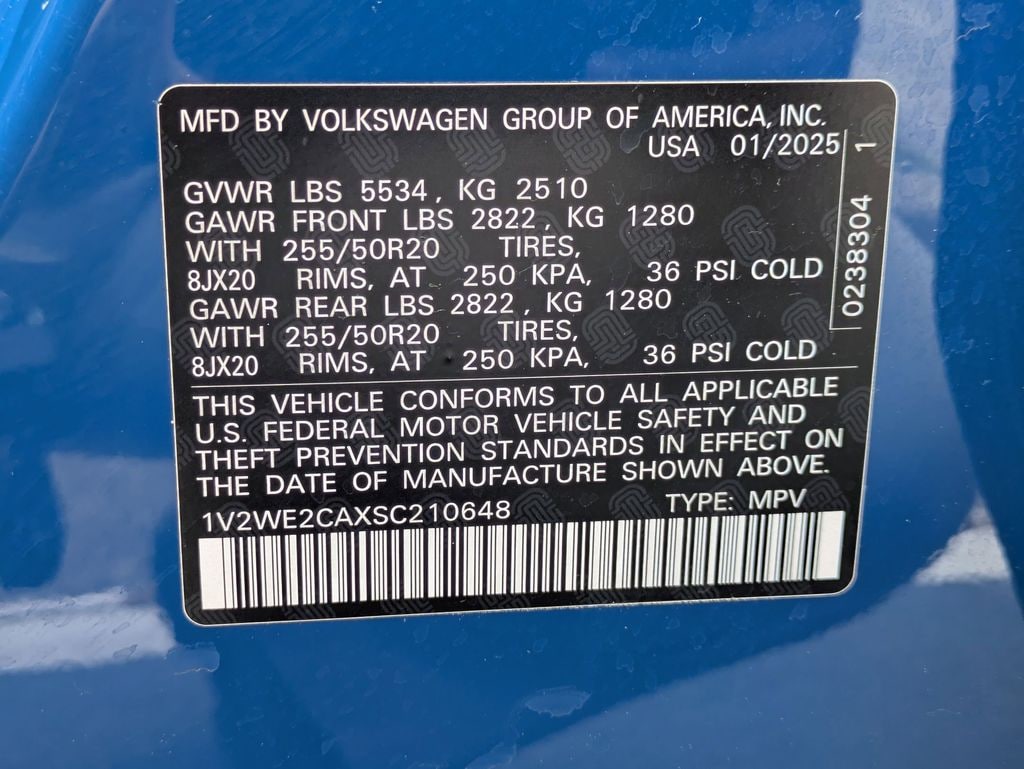 MFD BY VOLKSWAGEN GROUP OF AMERICA, INC.
USA 01/2025
GVWR LBS 5534, KG 2510
GAWR FRONT LBS 2822, KG 1280
WITH 255/50R20 TIRES,
8JX20 RIMS, AT 250 KPA, 36 PSI COLD
GAWR REAR LBS 2822, KG 1280
WITH 255/50R20 TIRES,
8JX20 RIMS, AT 250 KPA, 36 PSI COLD
0238304 1
THIS VEHICLE CONFORMS TO ALL APPLICABLE
U.S. FEDERAL MOTOR VEHICLE SAFETY AND
THEFT PREVENTION STANDARDS IN EFFECT ON
THE DATE OF MANUFACTURE SHOWN ABOVE.
1V2WE2CAXSC210648 TYPE: MPV